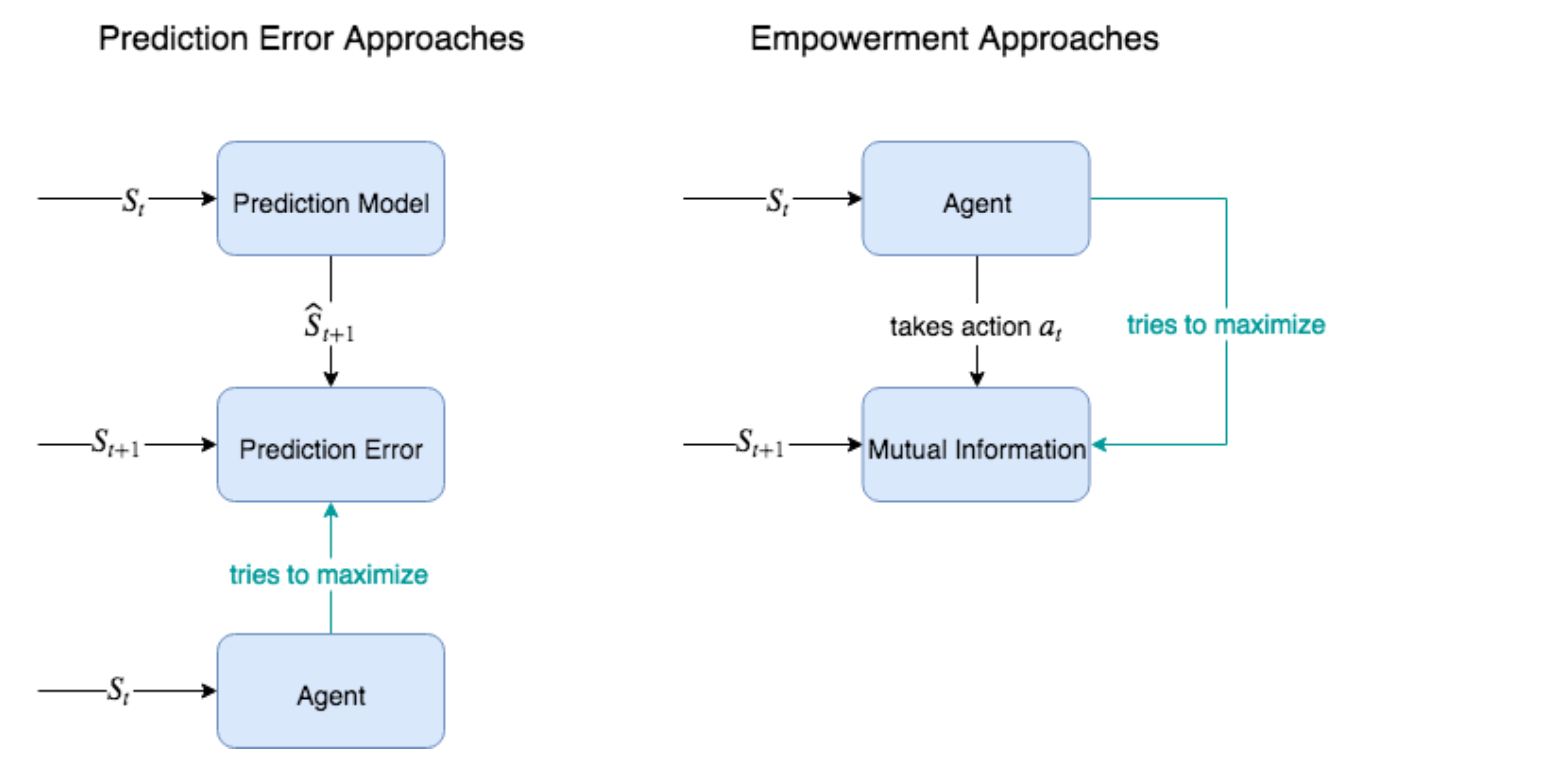 Prediction Error Approaches
S_t
Prediction Model
Ŝ_{t+1}
S_{t+1}
Prediction Error
tries to maximize
S_t
Agent
Empowerment Approaches
S_t
Agent
takes action a_t
tries to maximize
S_{t+1}
Mutual Information